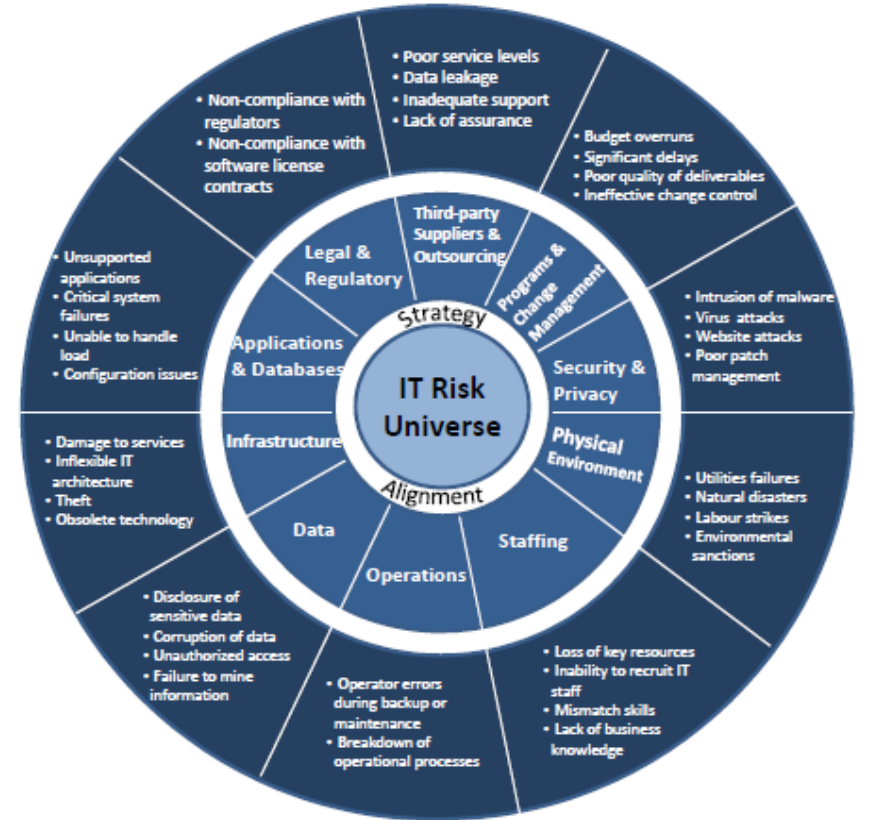 • Poor service levels
• Data leakage
• Inadequate support
• Lack of assurance
• Budget overruns
• Significant delays
• Poor quality of deliverables
• Ineffective change control
• Intrusion of malware
• Virus attacks
• Website attacks
• Poor patch
management
• Utilities failures
• Natural disasters
• Labour strikes
• Environmental
sanctions
• Loss of key resources
• Inability to recruit IT
staff
• Mismatch skills
• Lack of business
knowledge
• Operator errors
during backup or
maintenance
• Breakdown of
operational processes
• Disclosure of
sensitive data
• Corruption of data
• Unauthorized access
• Failure to mine
information
• Damage to services
• Inflexible IT
architecture
• Theft
• Obsolete technology
• Unsupported
applications
• Critical system
failures
• Unable to handle
load
• Configuration issues
• Non-compliance with
regulators
• Non-compliance with
software license
contracts
Third-party
Suppliers &
Outsourcing
Programs &
Change
Management
Security &
Privacy
Physical
Environment
Staffing
Operations
Data
Infrastructure
Applications
& Databases
Legal &
Regulatory
Strategy
IT Risk
Universe
Alignment